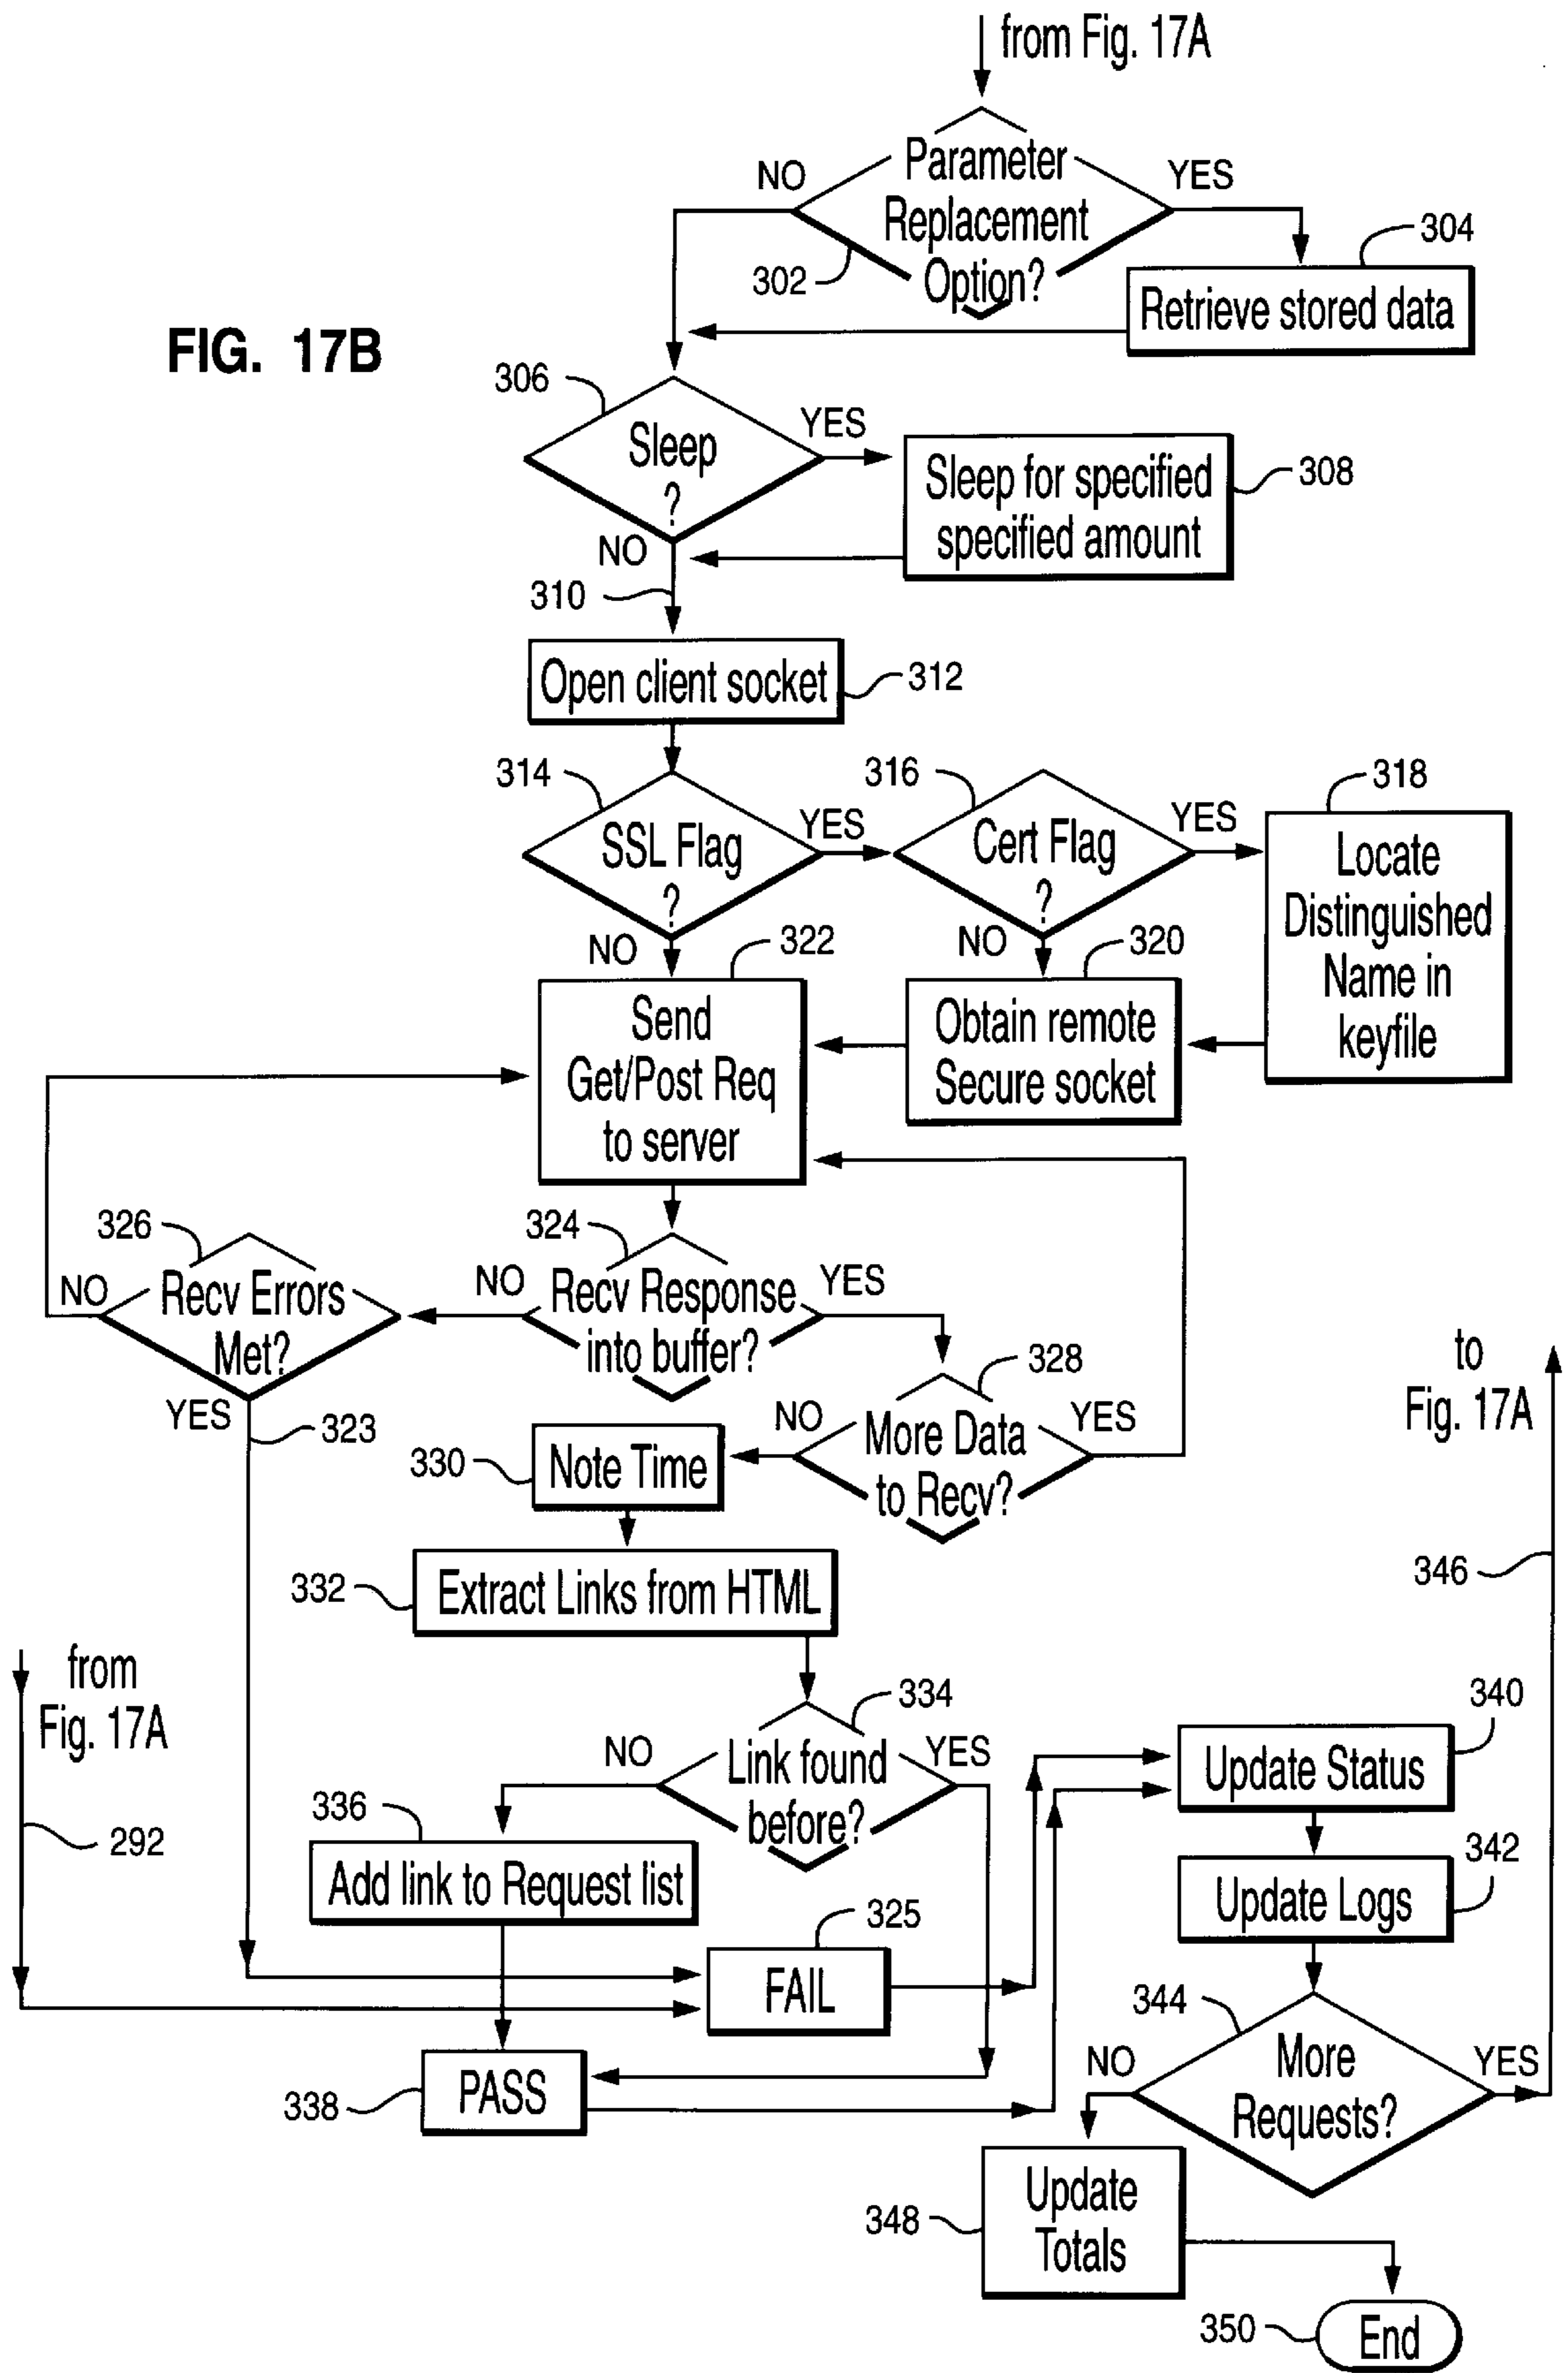 from Fig. 17A
Parameter
Replacement
Option?
NO
YES
302
304
Retrieve stored data
FIG. 17B
306
Sleep
?
YES
NO
Sleep for specified
specified amount
308
310
Open client socket
312
314
SSL Flag
?
YES
NO
316
Cert Flag
?
YES
NO
318
Locate
Distinguished
Name in
keyfile
322
Send
Get/Post Req
to server
320
Obtain remote
Secure socket
326
Recv Errors
Met?
NO
YES
323
324
Recv Response
into buffer?
NO
YES
328
More Data
to Recv?
NO
YES
to
Fig. 17A
330
Note Time
332
Extract Links from HTML
346
from
Fig. 17A
292
334
Link found
before?
NO
YES
336
Add link to Request list
325
FAIL
338
PASS
340
Update Status
342
Update Logs
344
More
Requests?
NO
YES
348
Update
Totals
350
End